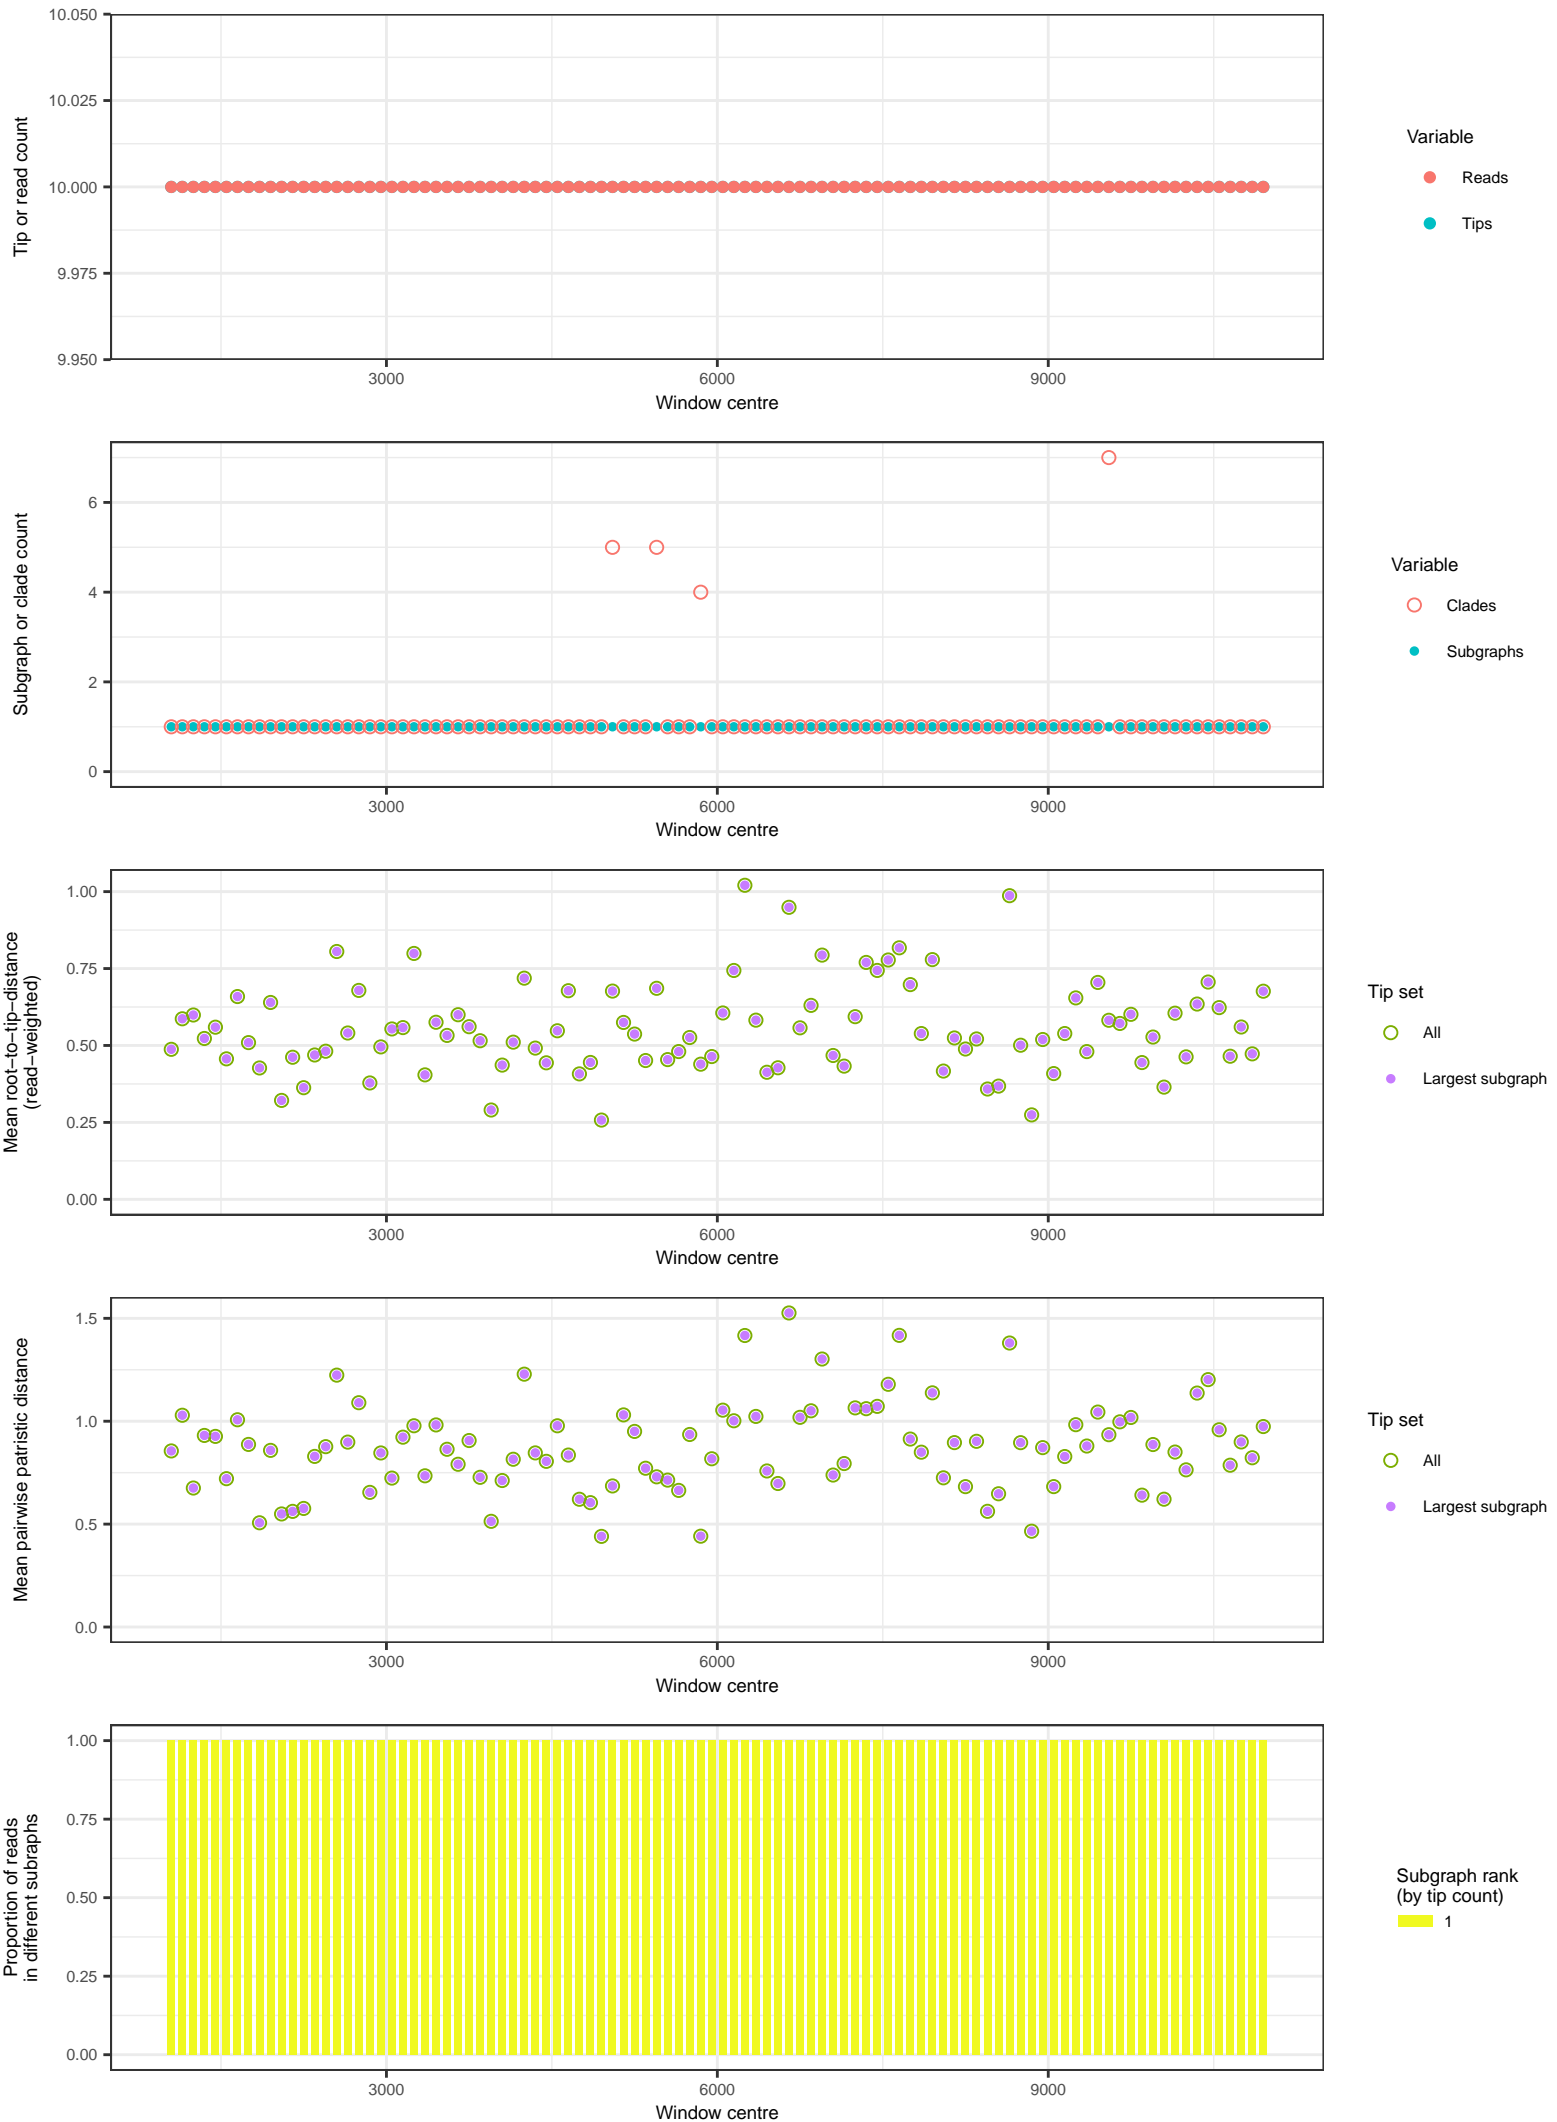 10.050
10.025
10.000
9.975
9.950
Tip or read count
3000
6000
9000
Window centre
Variable
Reads
Tips
6
4
2
0
Subgraph or clade count
3000
6000
9000
Window centre
Variable
Clades
Subgraphs
1.00
0.75
0.50
0.25
0.00
Mean root−to−tip−distance
(read−weighted)
3000
6000
9000
Window centre
Tip set
All
Largest subgraph
1.5
1.0
0.5
0.0
Mean pairwise patristic distance
3000
6000
9000
Window centre
Tip set
All
Largest subgraph
1.00
0.75
0.50
0.25
0.00
Proportion of reads
in different subraphs
3000
6000
9000
Window centre
Subgraph rank
(by tip count)
1